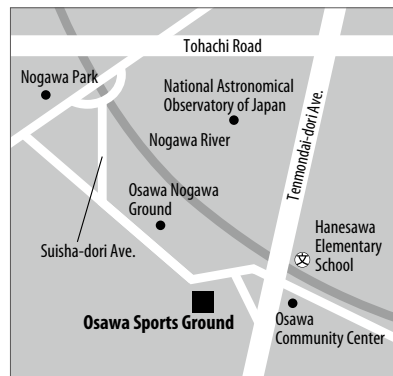 Tohachi Road
Nogawa Park
National Astronomical
Observatory of Japan
Nogawa River
Tenmondai-dori Ave.
Osawa Nogawa
Ground
Suisha-dori Ave.
Hanesawa
Elementary
School
文
Osawa Sports Ground
Osawa
Community Center